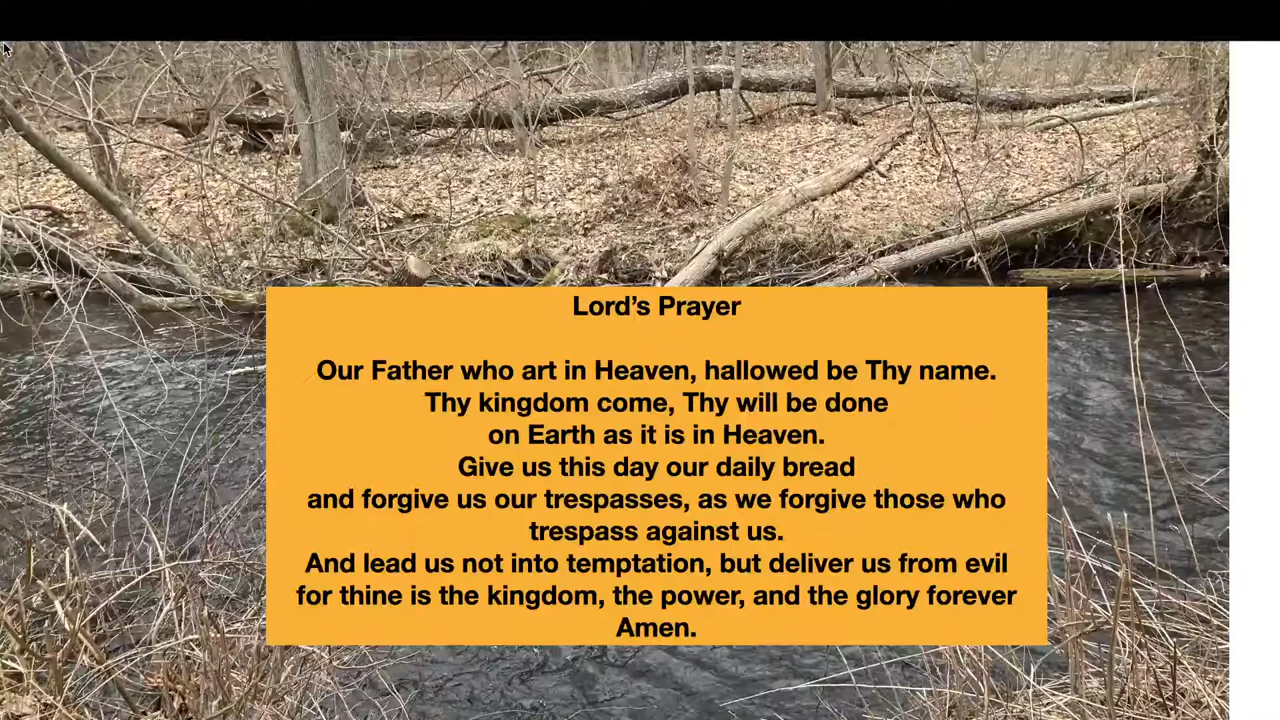 Lord’s Prayer
Our Father who art in Heaven, hallowed be Thy name.
Thy kingdom come, Thy will be done
on Earth as it is in Heaven.
Give us this day our daily bread
and forgive us our trespasses, as we forgive those who
trespass against us.
And lead us not into temptation, but deliver us from evil
for thine is the kingdom, the power, and the glory forever
Amen.